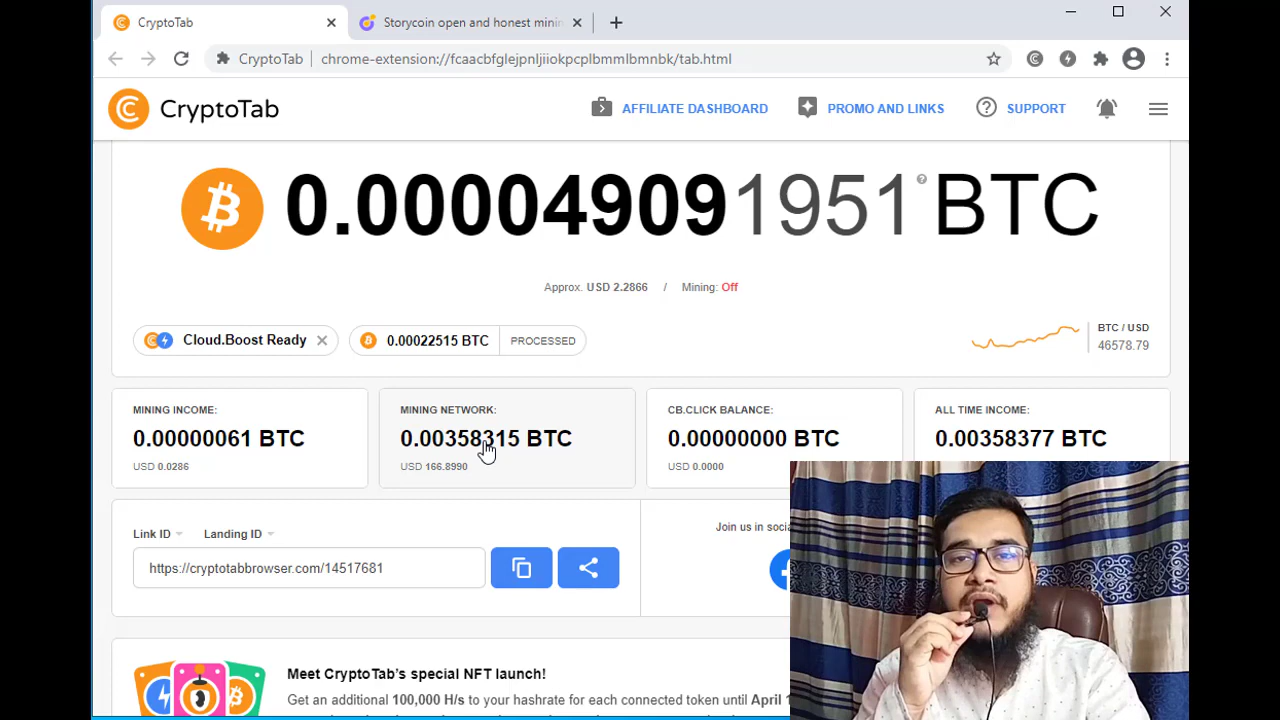 CryptoTab
Storycoin open and honest minin
CryptoTab
chrome-extension://fcaacbfglejpnljiiokpcplbmmlbmnbk/tab.html
CryptoTab
AFFILIATE DASHBOARD
PROMO AND LINKS
SUPPORT
0.000049091951 BTC
Approx. USD 2.2866 / Mining: Off
Cloud.Boost Ready
0.00022515 BTC
PROCESSED
BTC / USD
46578.79
MINING INCOME:
0.00000061 BTC
USD 0.0286
MINING NETWORK:
0.00358315 BTC
USD 166.8990
CB.CLICK BALANCE:
0.00000000 BTC
USD 0.0000
ALL TIME INCOME:
0.00358377 BTC
Link ID
Landing ID
https://cryptotabbrowser.com/14517681
Join us in socia
Meet CryptoTab's special NFT launch!
Get an additional 100,000 H/s to your hashrate for each connected token until April 1